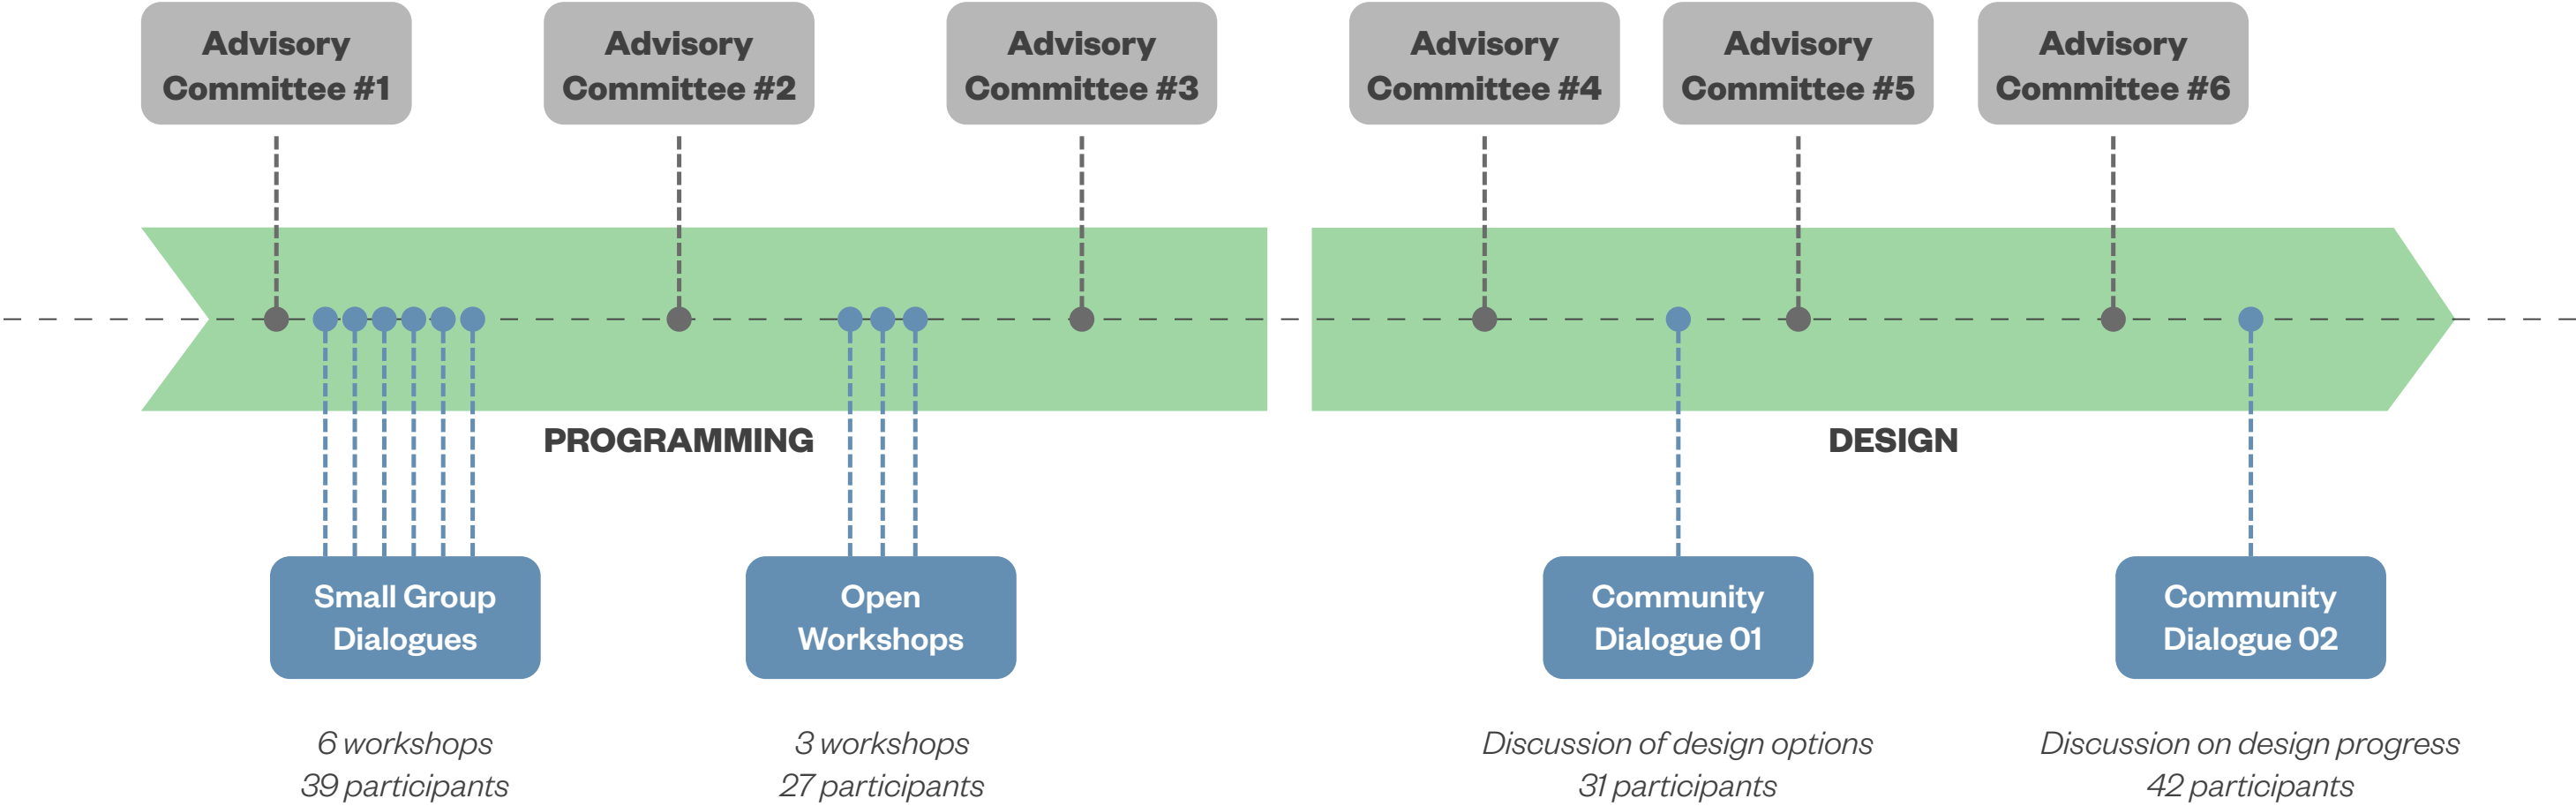 Advisory
Committee #1
Advisory
Committee #2
Advisory
Committee #3
Advisory
Committee #4
Advisory
Committee #5
Advisory
Committee #6
PROGRAMMING
DESIGN
Small Group
Dialogues
Open
Workshops
Community
Dialogue 01
Community
Dialogue 02
6 workshops
39 participants
3 workshops
27 participants
Discussion of design options
31 participants
Discussion on design progress
42 participants